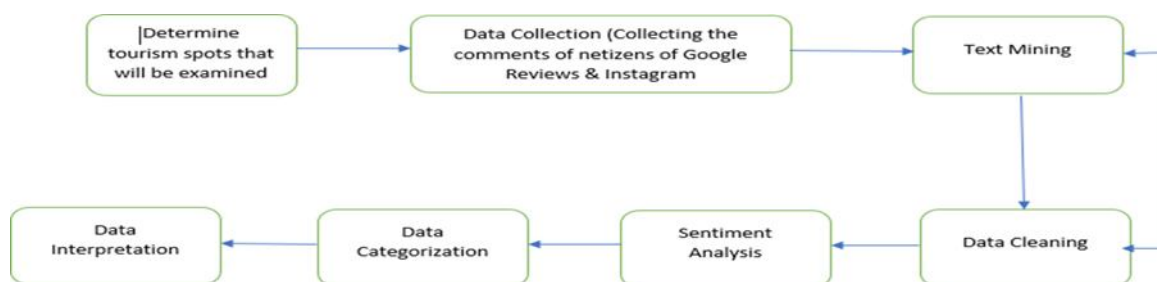 Determine
tourism spots that
will be examined
Data Collection (Collecting the
comments of netizens of Google
Reviews & Instagram
Text Mining
Data
Interpretation
Data
Categorization
Sentiment
Analysis
Data Cleaning